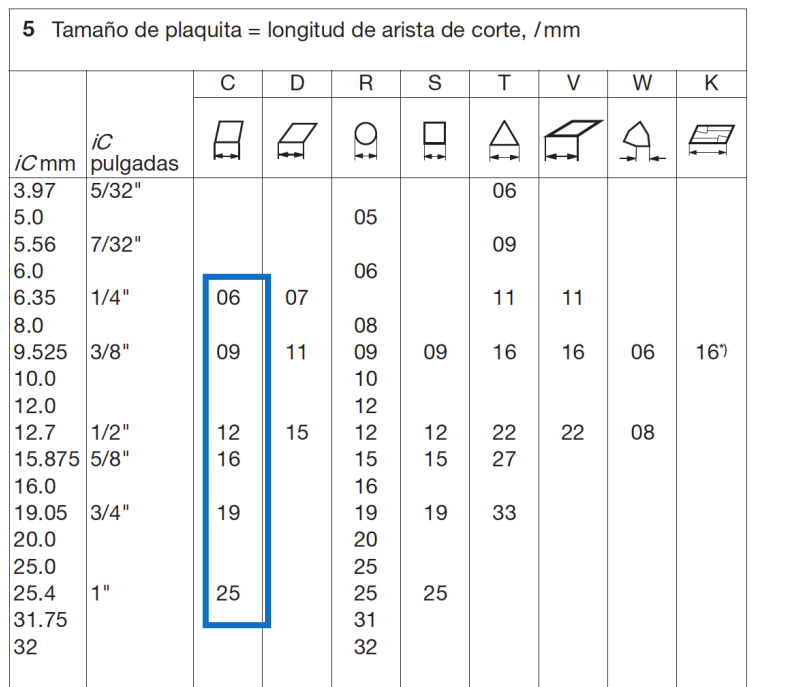 5 Tamaño de plaquita = longitud de arista de corte, l mm
C D R S T V W K
iC
iC mm pulgadas
3.97 5/32" 06
5.0 05
5.56 7/32" 09
6.0 06
6.35 1/4" 06 07 11 11
8.0 08
9.525 3/8" 09 11 09 09 16 16 06 16*)
10.0 10
12.0 12
12.7 1/2" 12 15 12 12 22 22 08
15.875 5/8" 16 15 15 27
16.0 16
19.05 3/4" 19 19 19 33
20.0 20
25.0 25
25.4 1" 25 25 25
31.75 31
32 32